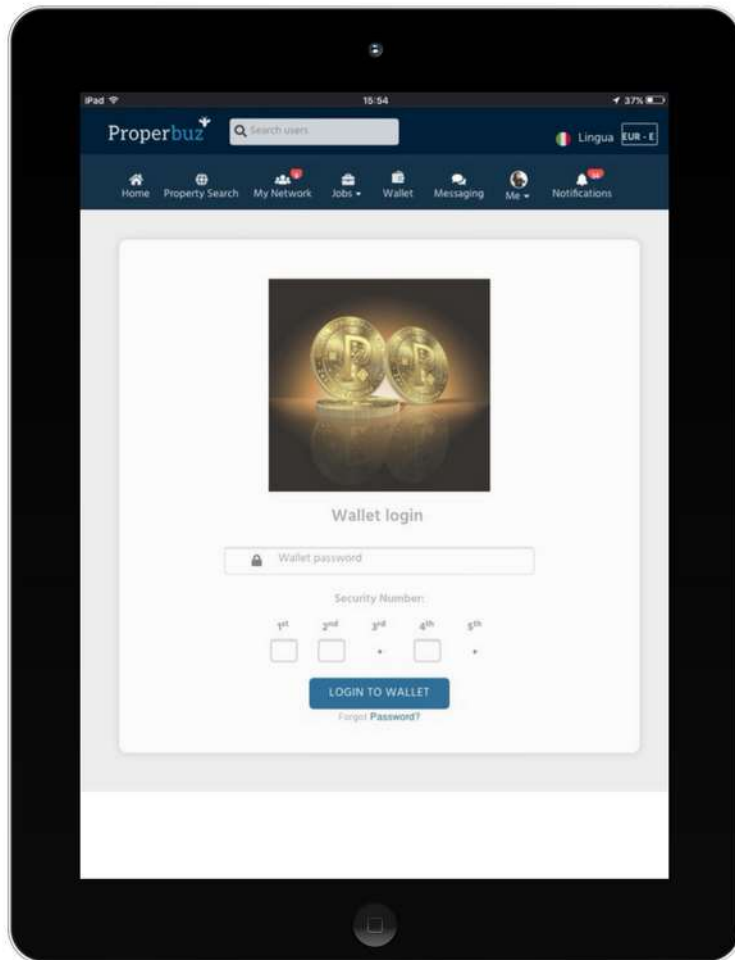 iPad 15:54 37%
Properbuz Search users Lingua EUR - E
Home Property Search My Network Jobs Wallet Messaging Me Notifications
Wallet login
Wallet password
Security Number:
1st 2nd 3rd 4th 5th
LOGIN TO WALLET
Forgot Password?